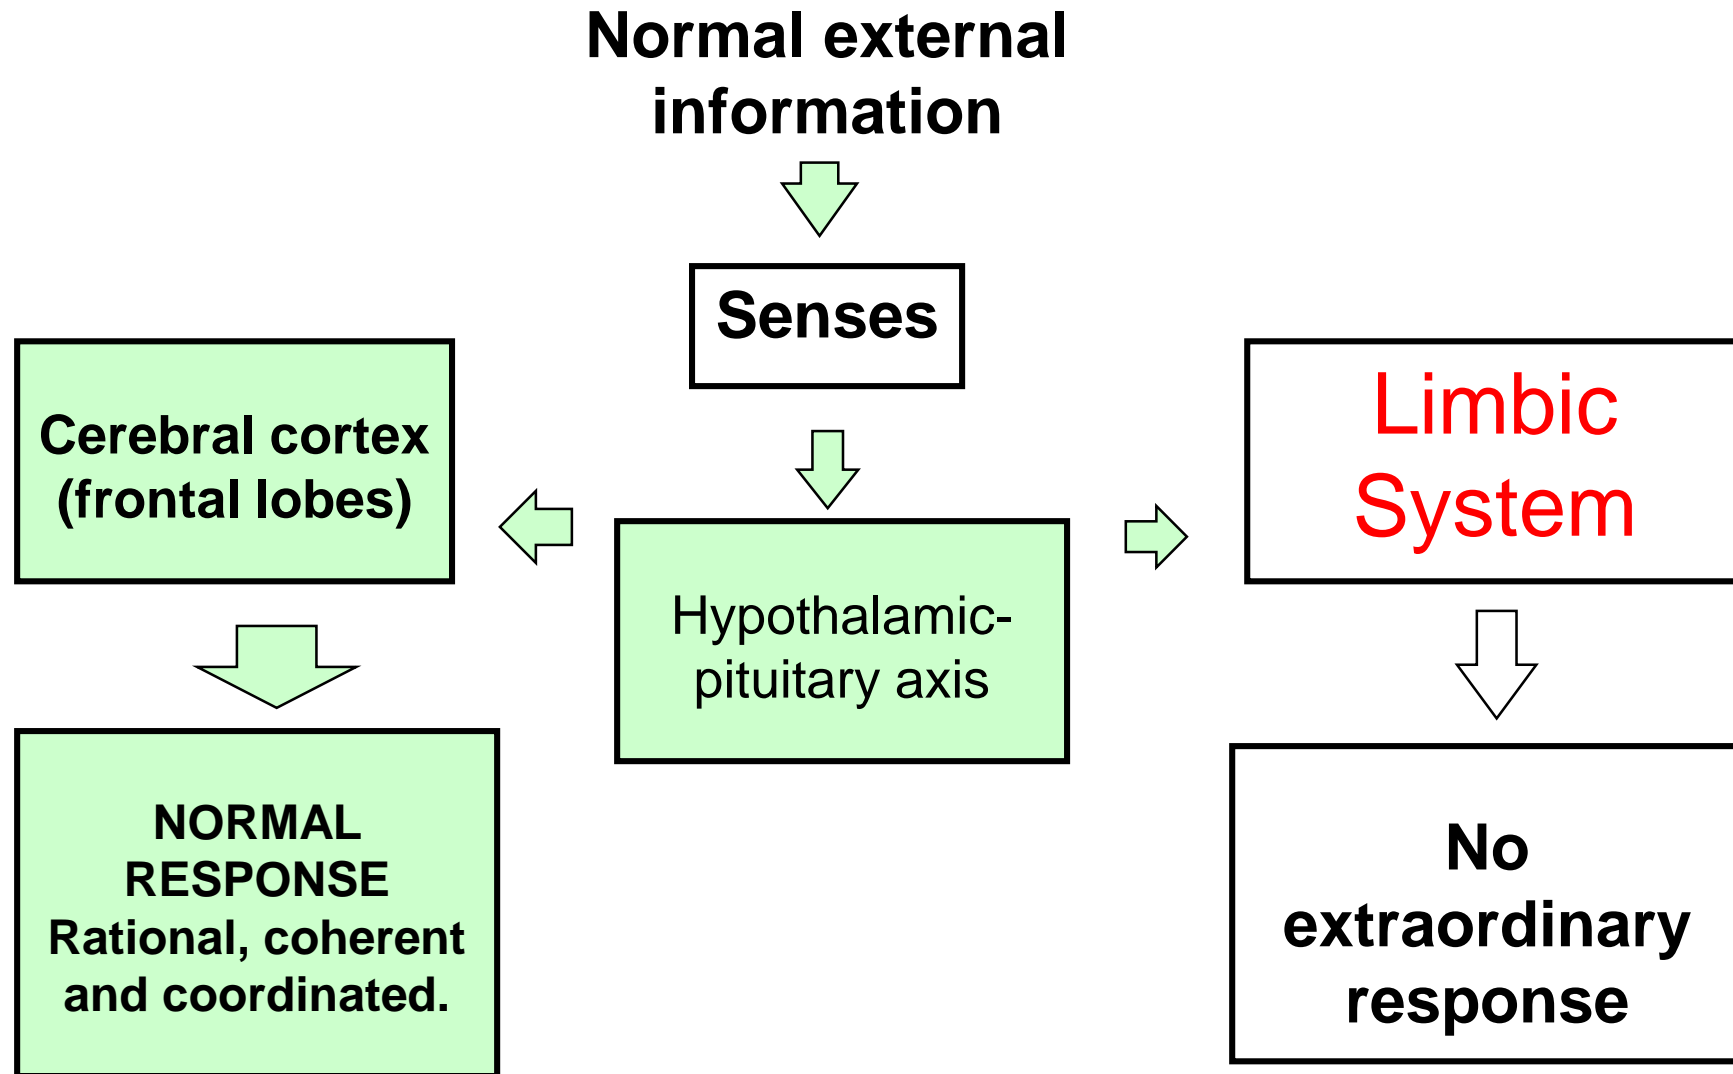 Normal external
information
Senses
Cerebral cortex
(frontal lobes)
Limbic
System
Hypothalamic-
pituitary axis
NORMAL
RESPONSE
Rational, coherent
and coordinated.
No
extraordinary
response